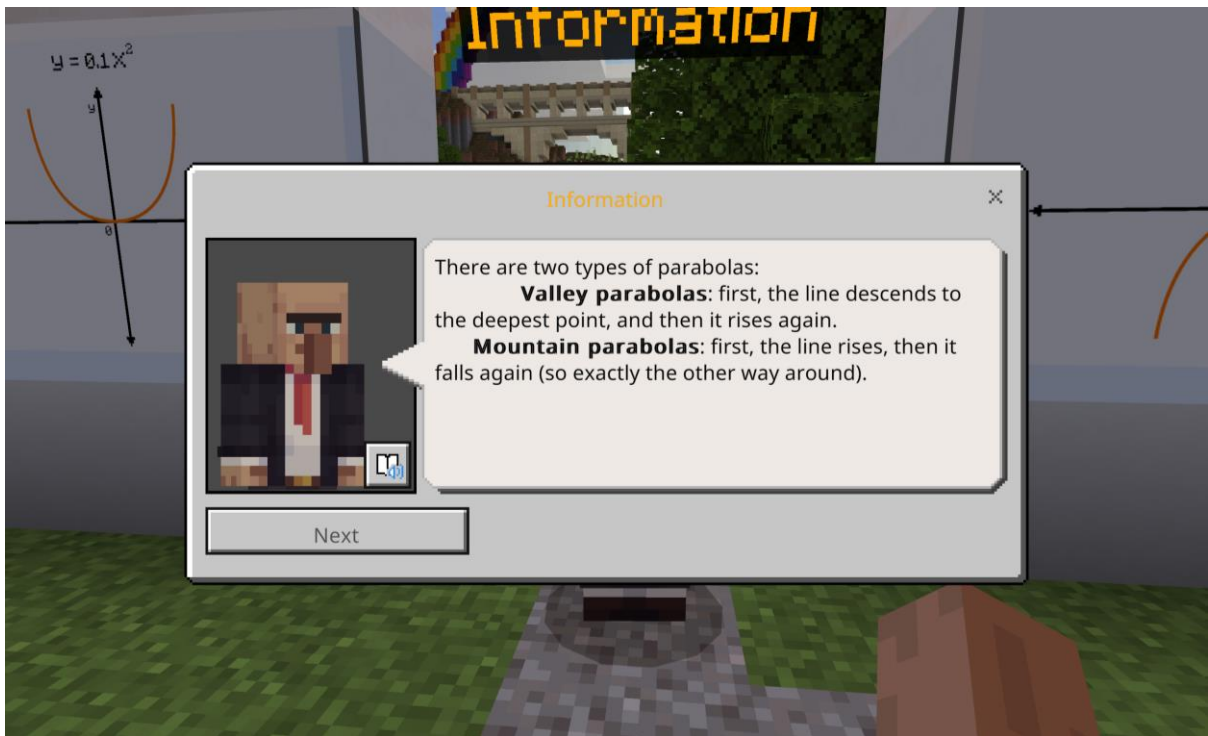 Information
y = 0.1x²
y
0
Information
There are two types of parabolas:
Valley parabolas: first, the line descends to
the deepest point, and then it rises again.
Mountain parabolas: first, the line rises, then it
falls again (so exactly the other way around).
Next